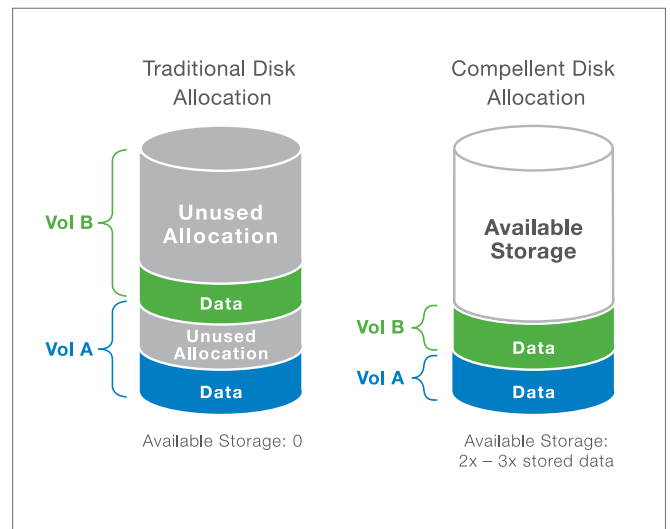 Traditional Disk
Allocation
Vol B
Unused
Allocation
Data
Vol A
Unused
Allocation
Data
Available Storage: 0
Compellent Disk
Allocation
Available
Storage
Vol B
Data
Vol A
Data
Available Storage:
2x – 3x stored data